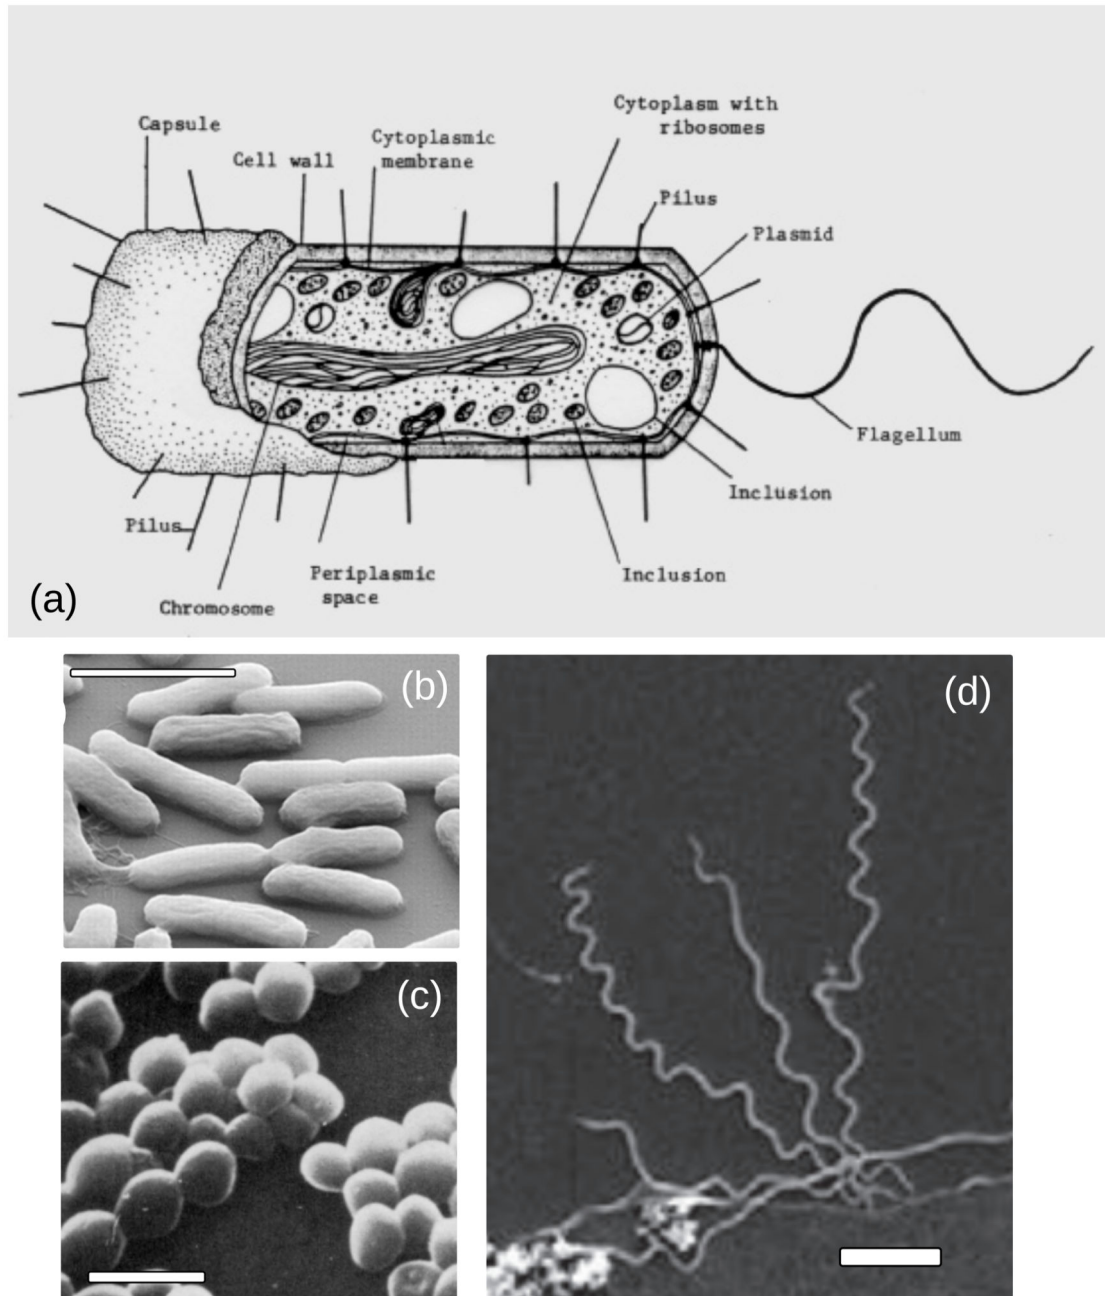 Cytoplasm with
ribosomes
Capsule
Cytoplasmic
membrane
Cell wall
Pilus
Plasmid
Flagellum
Inclusion
Pilus
Periplasmic
space
Inclusion
Chromosome
(a)
(b)
(d)
(c)